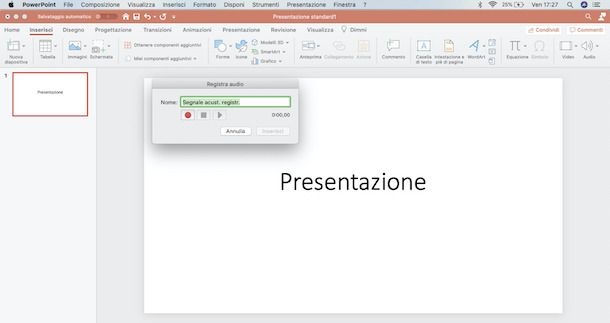 PowerPoint File Composizione Visualizza Inserisci Formato Disponi Strumenti Presentazione Finestra ? 25% Ven 17:27
Salvataggio automatico Presentazione standard1
Home Inserisci Disegno Progettazione Transizioni Animazioni Presentazione Revisione Visualizza Dimmi Condividi Commenti
Nuova diapositiva Tabella Immagini Schermata Ottenere componenti aggiuntivi Miei componenti aggiuntivi Forme Icone Modelli 3D SmartArt Grafico Anteprima Collegamento Azione Commento Casella di testo Intestazione e piè di pagina WordArt Equazione Simbolo Video Audio
1
Presentazione
Registra audio
Nome: Segnale acust. registr.
0:00,00
Annulla Inserisci
Presentazione